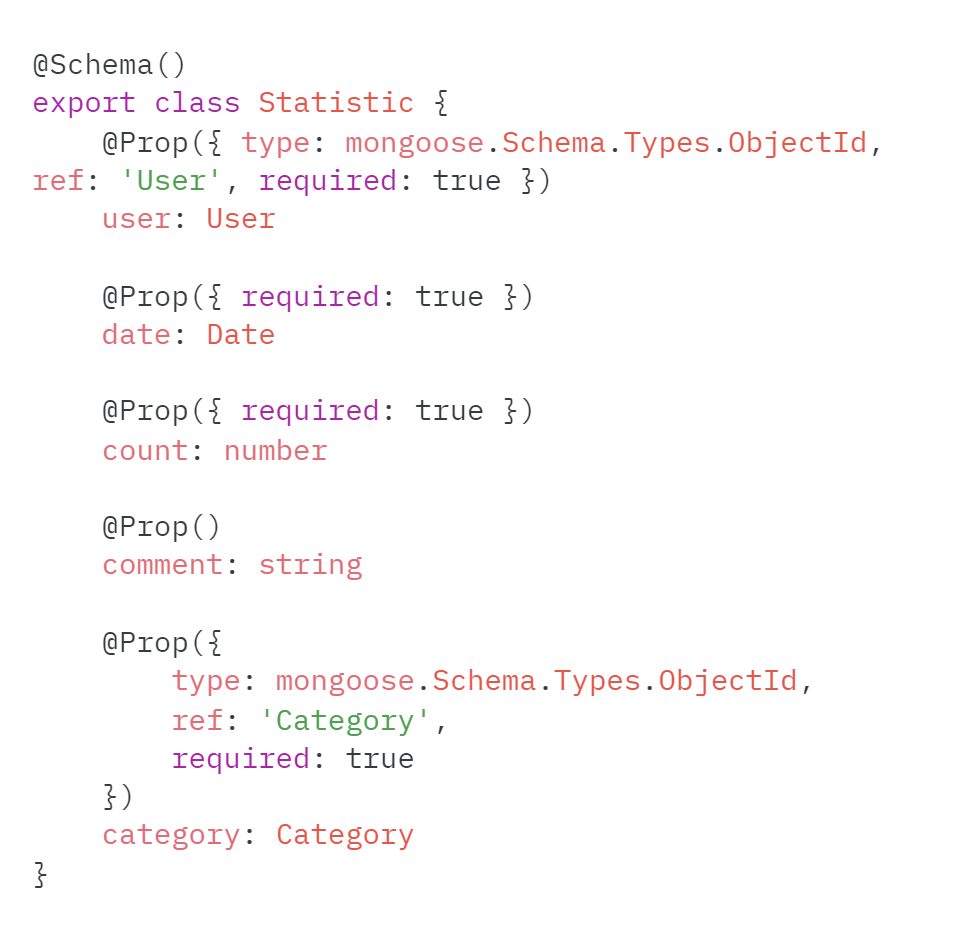 @Schema()
export class Statistic {
    @Prop({ type: mongoose.Schema.Types.ObjectId,
ref: 'User', required: true })
    user: User

    @Prop({ required: true })
    date: Date

    @Prop({ required: true })
    count: number

    @Prop()
    comment: string

    @Prop({
        type: mongoose.Schema.Types.ObjectId,
        ref: 'Category',
        required: true
    })
    category: Category
}